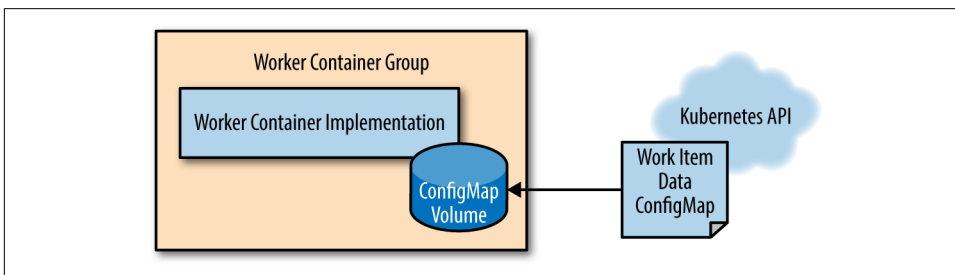 Worker Container Group
Worker Container Implementation
ConfigMap
Volume
Kubernetes API
Work Item
Data
ConfigMap